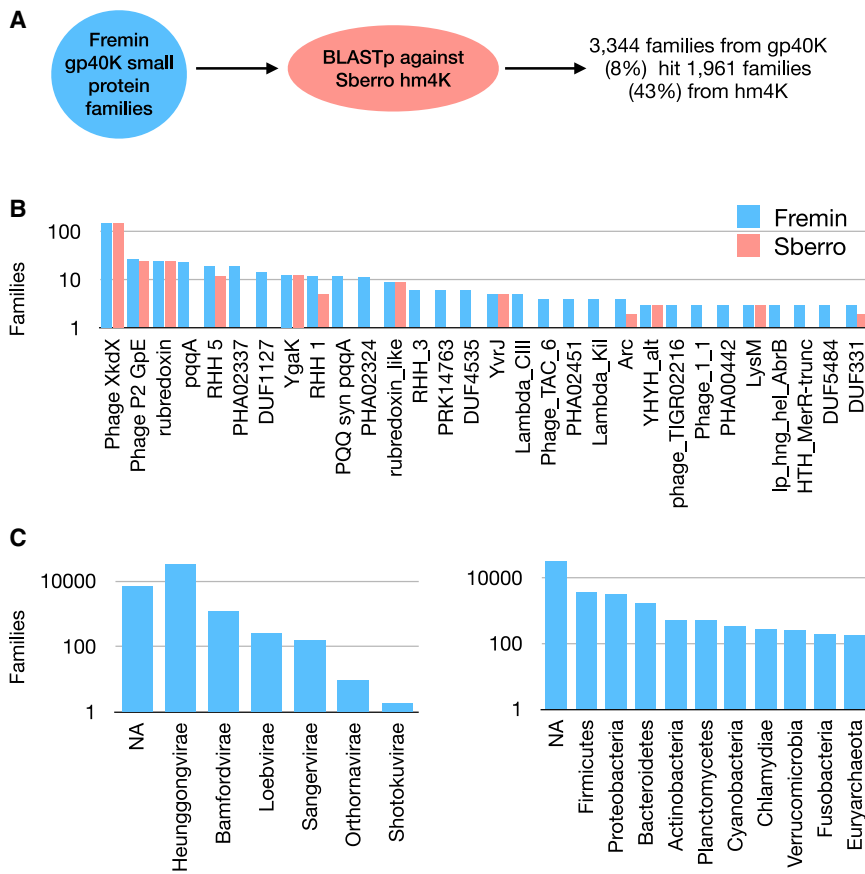 A
Fremin
gp40K small
protein
families
BLASTp against
Sberro hm4K
3,344 families from gp40K
(8%) hit 1,961 families
(43%) from hm4K
B
Fremin
Sberro
Families
100
10
1
Phage XkdX
Phage P2 GpE
rubredoxin
pqqA
RHH 5
PHA02337
DUF1127
YgaK
RHH 1
PQQ syn pqqA
PHA02324
rubredoxin_like
RHH_3
PRK14763
DUF4535
YvrJ
Lambda_CIII
Phage_TAC_6
PHA02451
Lambda_Kil
Arc
YHYH_alt
phage_TIGR02216
Phage_1_1
PHA00442
LysM
lp_hng_hel_AbrB
HTH_MerR-trunc
DUF5484
DUF331
C
Families
10000
100
1
NA
Heunggongvirae
Bamfordvirae
Loebvirae
Sangervirae
Orthornavirae
Shotokuvirae
10000
100
1
NA
Firmicutes
Proteobacteria
Bacteroidetes
Actinobacteria
Planctomycetes
Cyanobacteria
Chlamydiae
Verrucomicrobia
Fusobacteria
Euryarchaeota